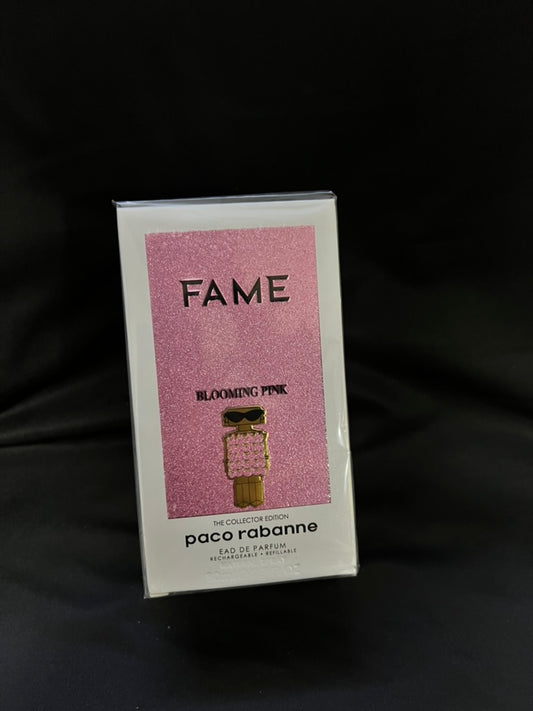 FAME
BLOOMING PINK
THE COLLECTOR EDITION
paco rabanne
EAU DE PARFUM
RECHARGEABLE • REFILLABLE